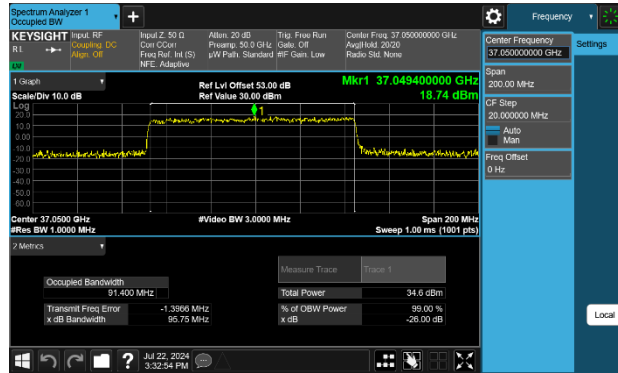 Spectrum Analyzer 1
Occupied BW
Frequency
KEYSIGHT
Input: RF
Coupling: DC
Align: Off
Input Z: 50 Ω
Corr CCorr
Freq Ref: Int (S)
NFE: Adaptive
Atten: 20 dB
Preamp: 50.0 GHz
µW Path: Standard
Trig: Free Run
Gate: Off
#IF Gain: Low
Center Freq: 37.050000000 GHz
Avg|Hold: 20/20
Radio Std: None
RL
LV
1 Graph
Scale/Div 10.0 dB
Ref Lvl Offset 53.00 dB
Ref Value 30.00 dBm
Mkr1 37.049400000 GHz
18.74 dBm
Log
20.0
10.0
0.00
-10.0
-20.0
-30.0
-40.0
-50.0
-60.0
1
Center 37.0500 GHz
#Res BW 1.0000 MHz
#Video BW 3.0000 MHz
Span 200 MHz
Sweep 1.00 ms (1001 pts)
2 Metrics
Measure Trace
Trace 1
Occupied Bandwidth
91.400 MHz
Total Power
34.6 dBm
Transmit Freq Error
-1.3966 MHz
% of OBW Power
99.00 %
x dB Bandwidth
95.75 MHz
x dB
-26.00 dB
Center Frequency
37.050000000 GHz
Settings
Span
200.00 MHz
CF Step
20.000000 MHz
Auto
Man
Freq Offset
0 Hz
Local
?
Jul 22, 2024
3:32:54 PM